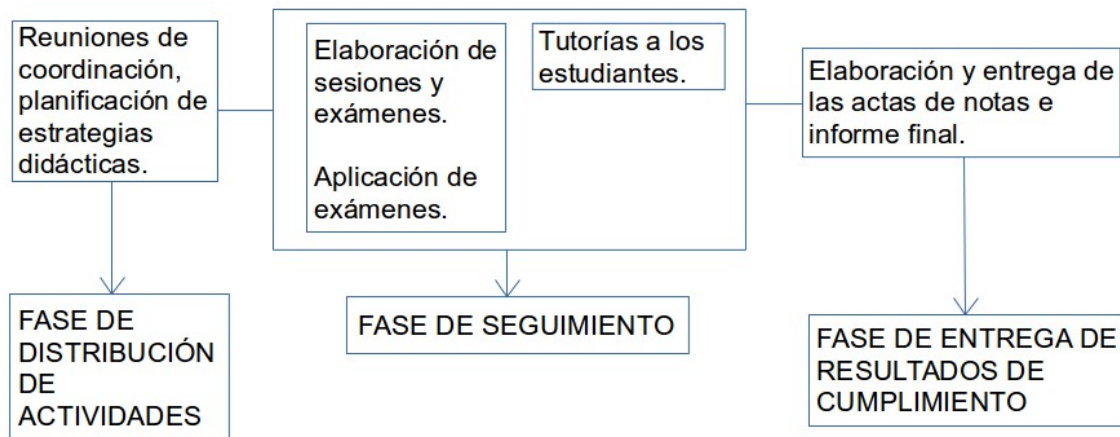 Reuniones de
coordinación,
planificación de
estrategias
didácticas.
Elaboración de
sesiones y
exámenes.
Aplicación de
exámenes.
Tutorías a los
estudiantes.
Elaboración y entrega de
las actas de notas e
informe final.
FASE DE
DISTRIBUCIÓN
DE
ACTIVIDADES
FASE DE SEGUIMIENTO
FASE DE ENTREGA DE
RESULTADOS DE
CUMPLIMIENTO